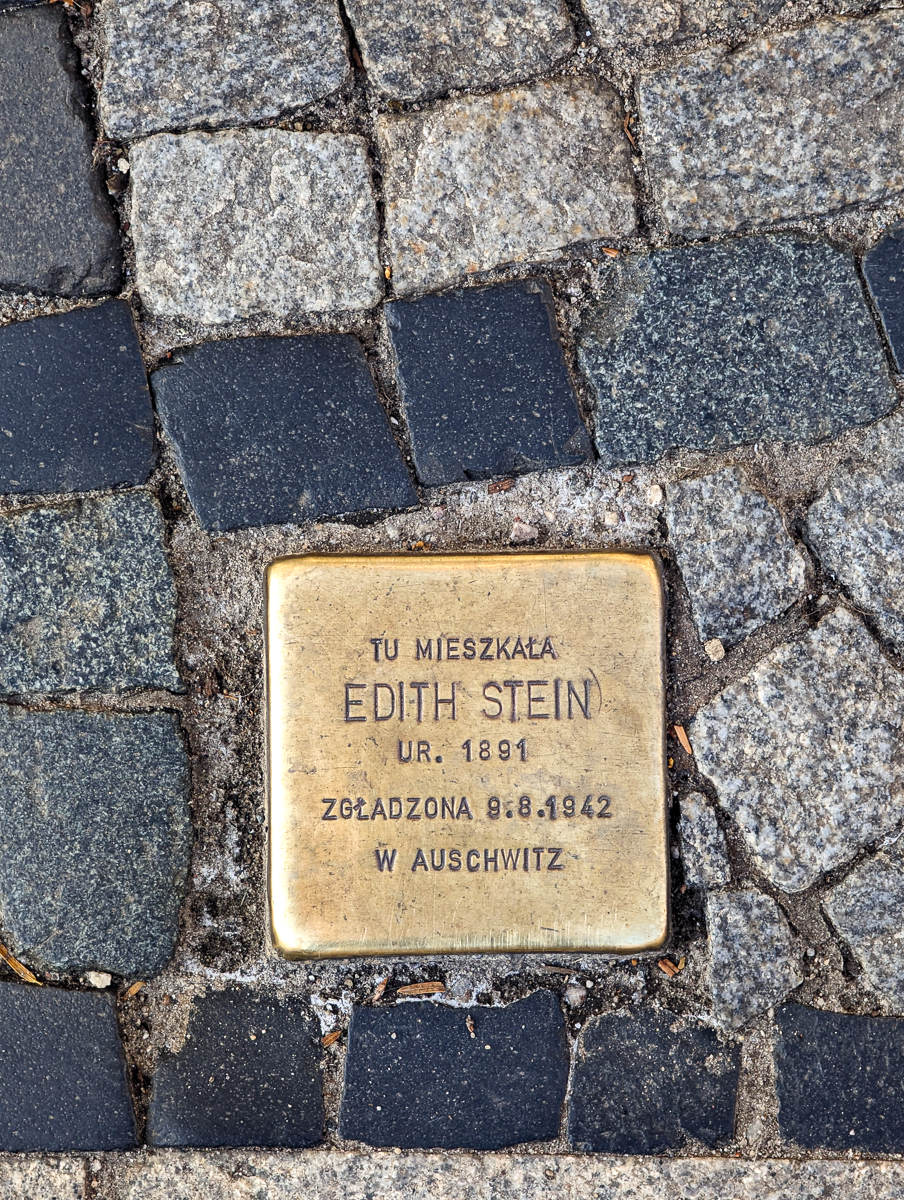 TU MIESZKAŁA
EDITH STEIN
UR. 1891
ZGŁADZONA 9.8.1942
W AUSCHWITZ